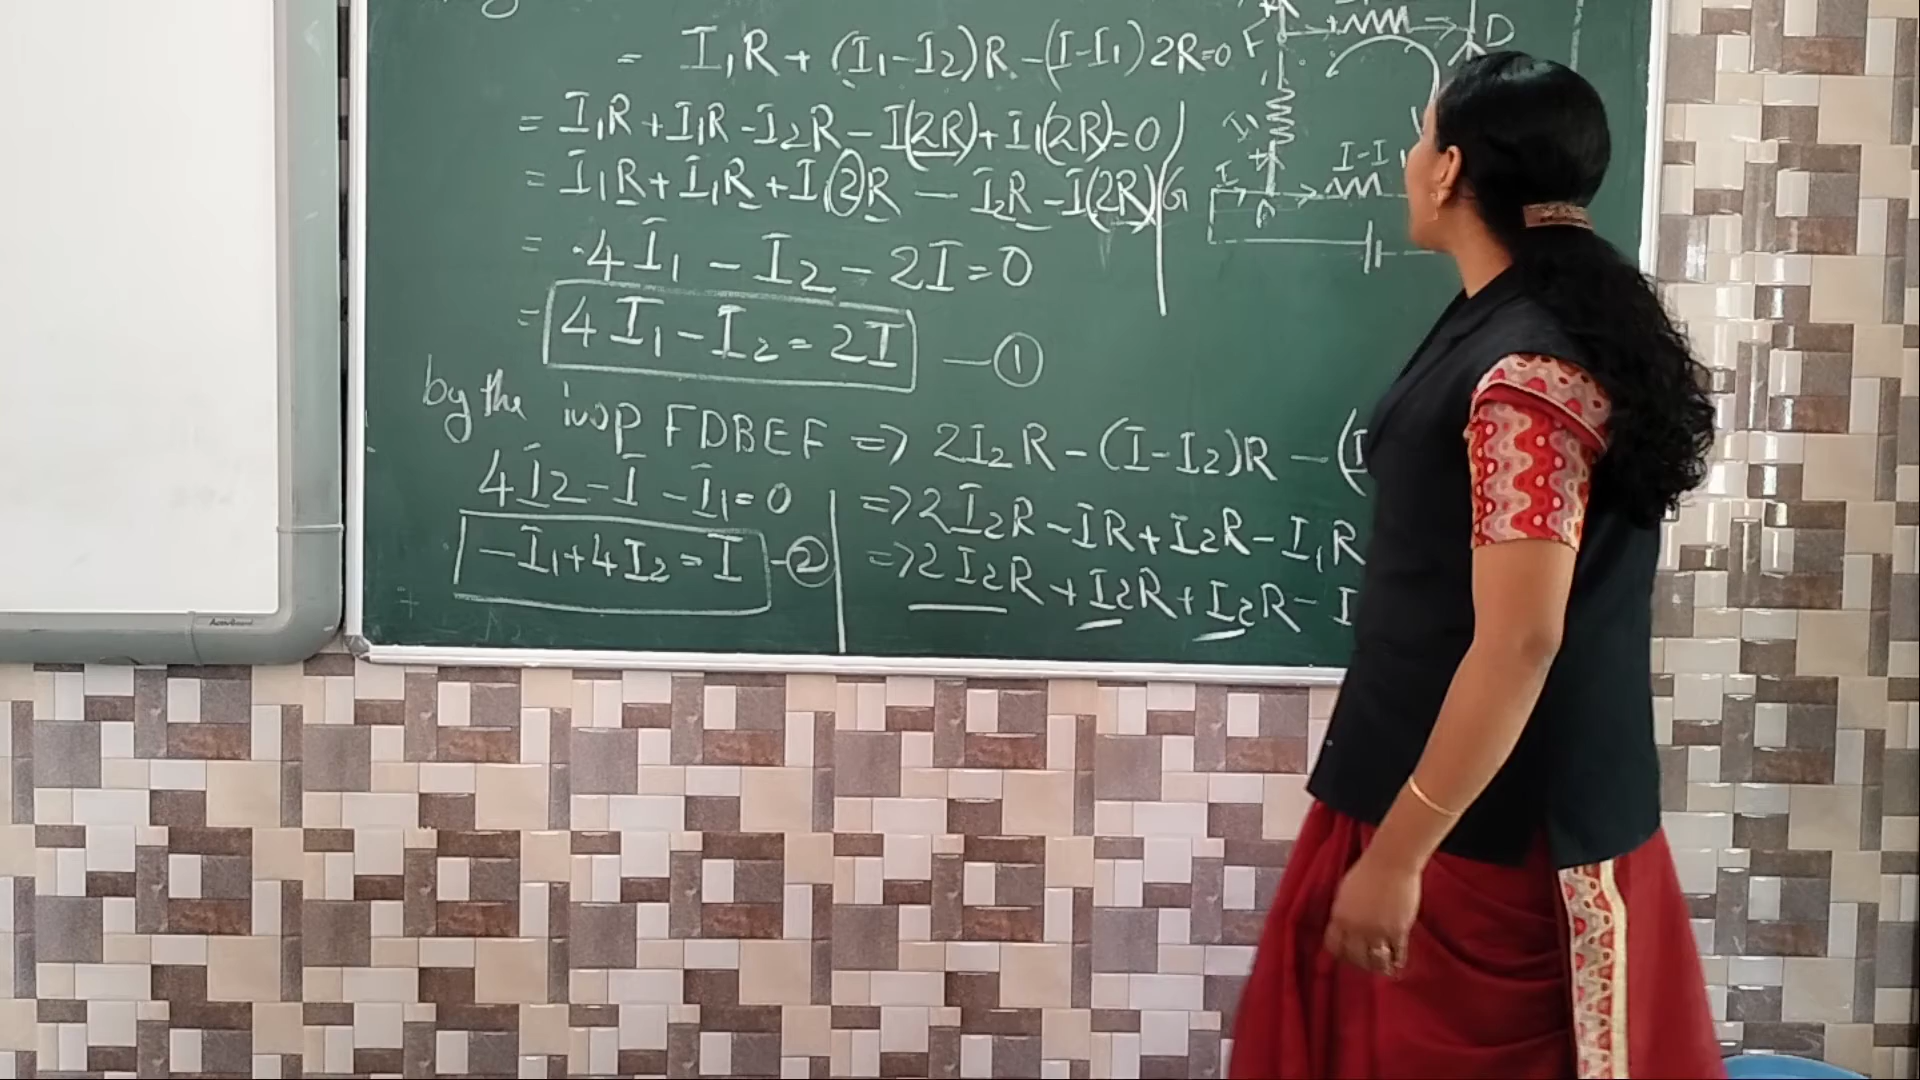 = I₁R + (I₁-I₂)R - (I-I₁) 2R=0
= I₁R + I₁R - I₂R - I(2R) + I₁(2R)=0
= I₁R + I₁R + I₁2R - I₂R - I(2R)
= 4I₁ - I₂ - 2I = 0
= 4I₁ - I₂ = 2I — ①
by the loop FDBEF => 2I₂R - (I-I₂)R - (I
4I₂ - I - I₁ = 0
-I₁ + 4I₂ = I - ②
=> 2I₂R - IR + I₂R - I₁R
=> 2I₂R + I₂R + I₂R - I
F
D
I₁
I-I
I
A
G
ActivBoard